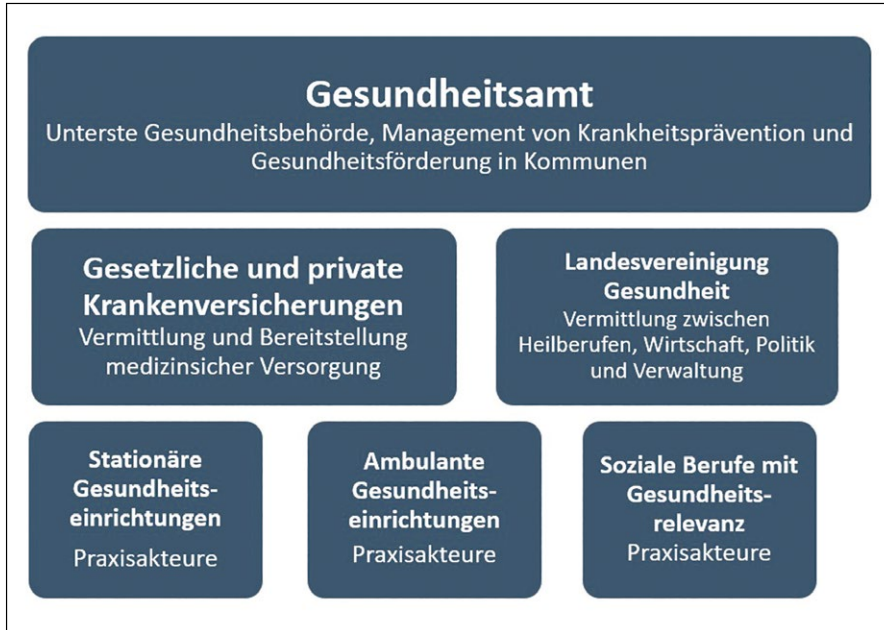 Gesundheitsamt
Unterste Gesundheitsbehörde, Management von Krankheitsprävention und
Gesundheitsförderung in Kommunen
Gesetzliche und private
Krankenversicherungen
Vermittlung und Bereitstellung
medizinsicher Versorgung
Landesvereinigung
Gesundheit
Vermittlung zwischen
Heilberufen, Wirtschaft, Politik
und Verwaltung
Stationäre
Gesundheits-
einrichtungen
Praxisakteure
Ambulante
Gesundheits-
einrichtungen
Praxisakteure
Soziale Berufe mit
Gesundheits-
relevanz
Praxisakteure